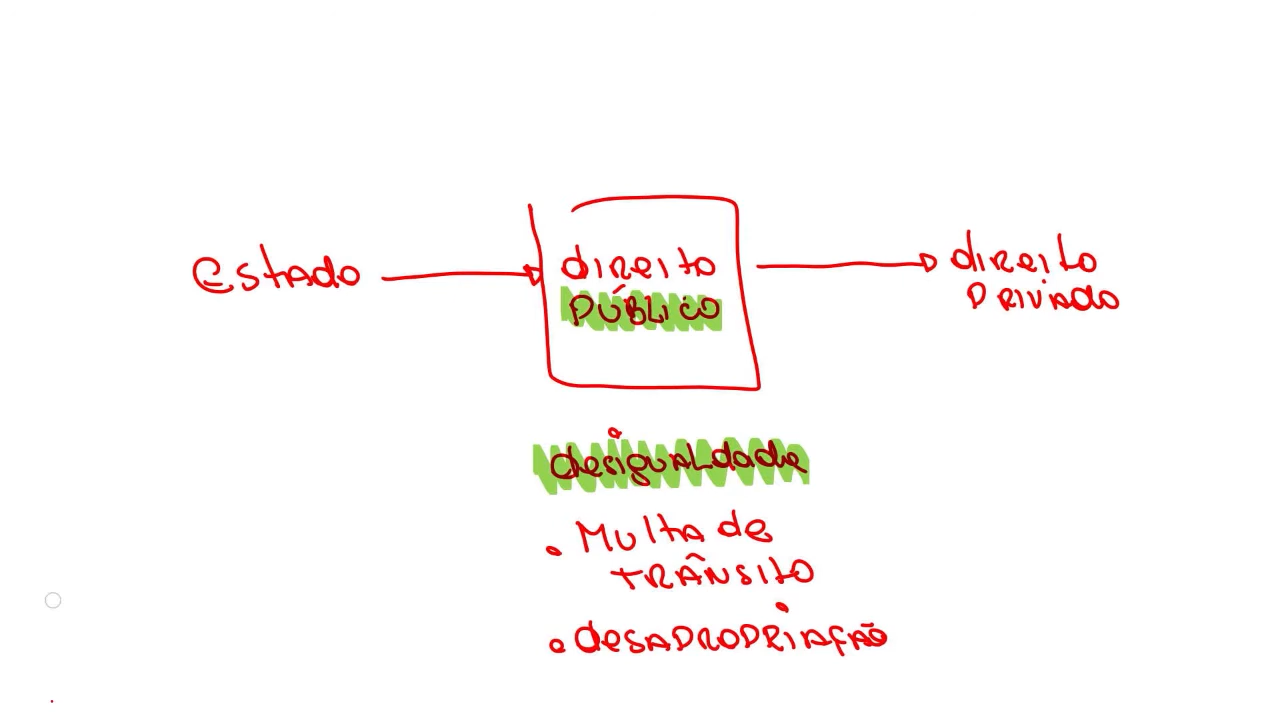 Estado
direito
PÚBLICO
direito
PRIVADO
desigualdade
• Multa de
TRÂNSITO
• desapropriação